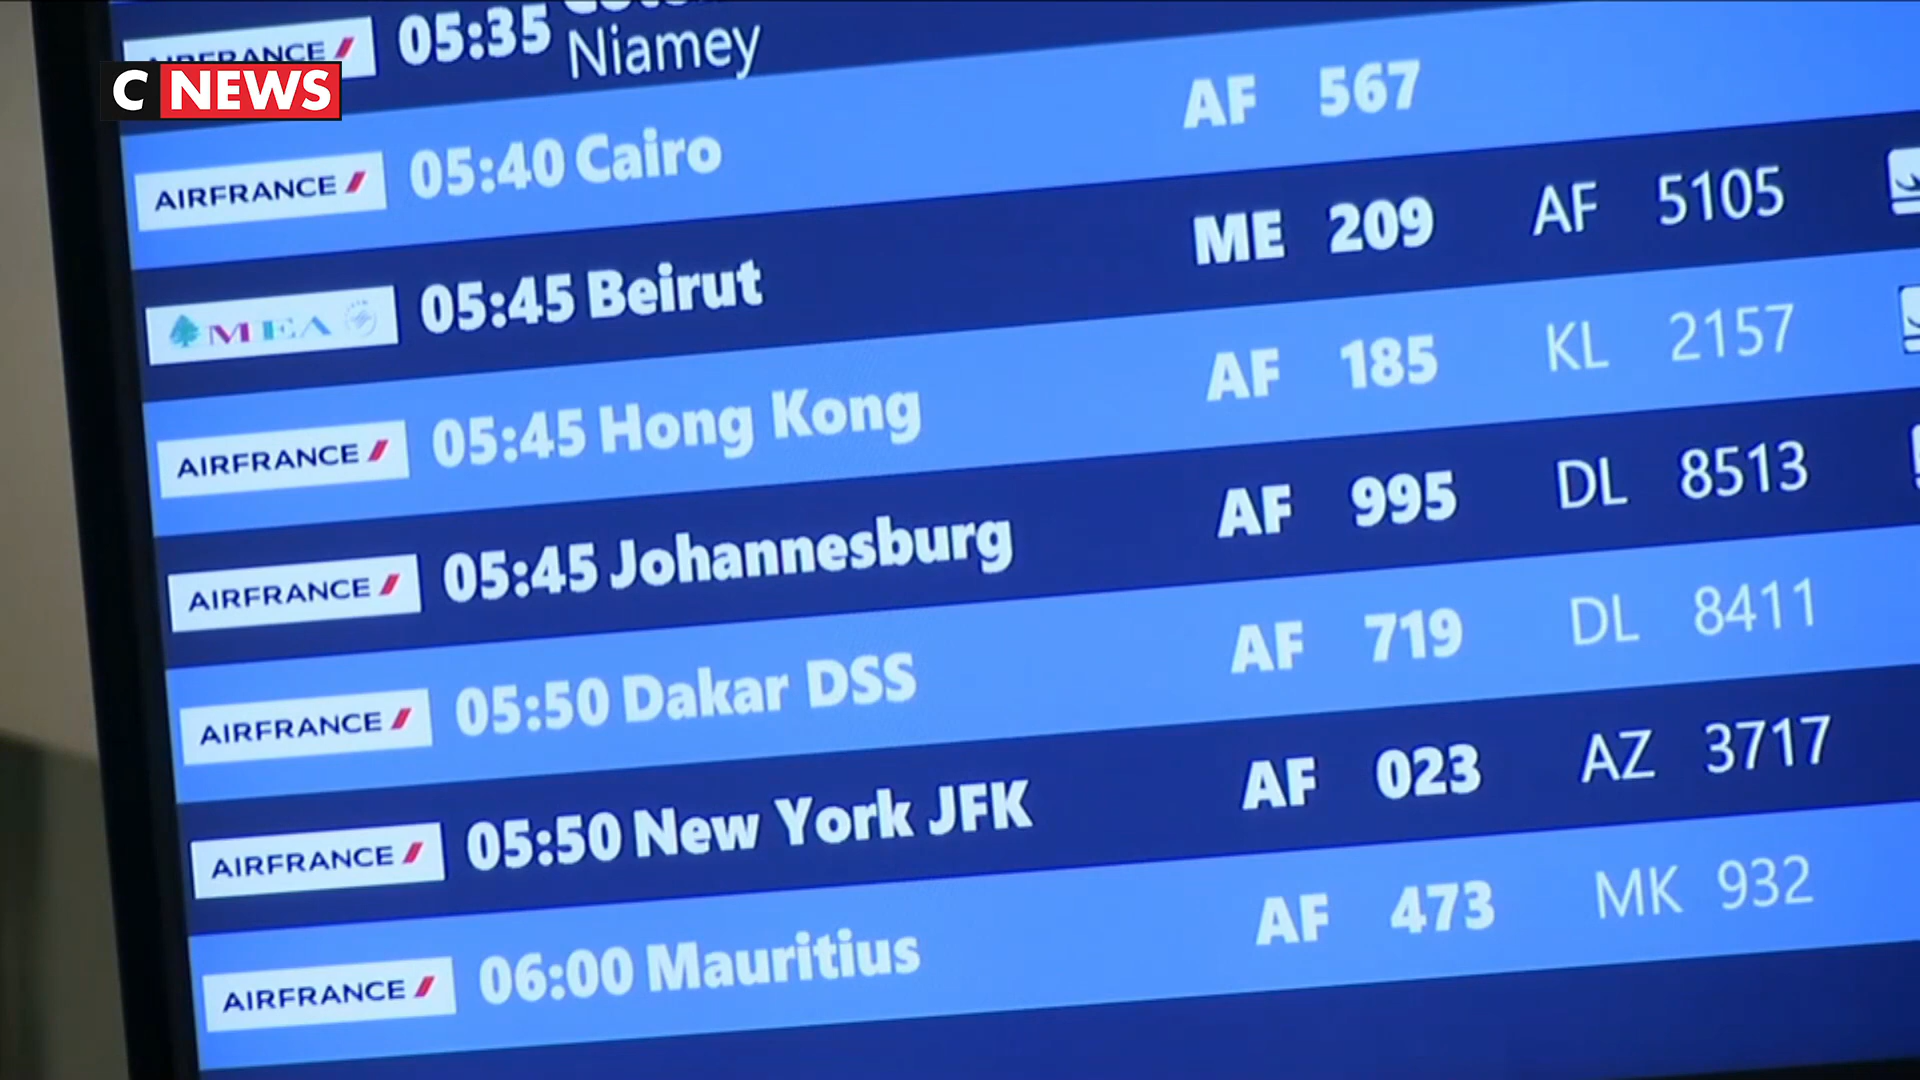 AIRFRANCE 05:35 Niamey
C NEWS
AIRFRANCE 05:40 Cairo AF 567
MEA 05:45 Beirut ME 209 AF 5105
AIRFRANCE 05:45 Hong Kong AF 185 KL 2157
AIRFRANCE 05:45 Johannesburg AF 995 DL 8513
AIRFRANCE 05:50 Dakar DSS AF 719 DL 8411
AIRFRANCE 05:50 New York JFK AF 023 AZ 3717
AIRFRANCE 06:00 Mauritius AF 473 MK 932